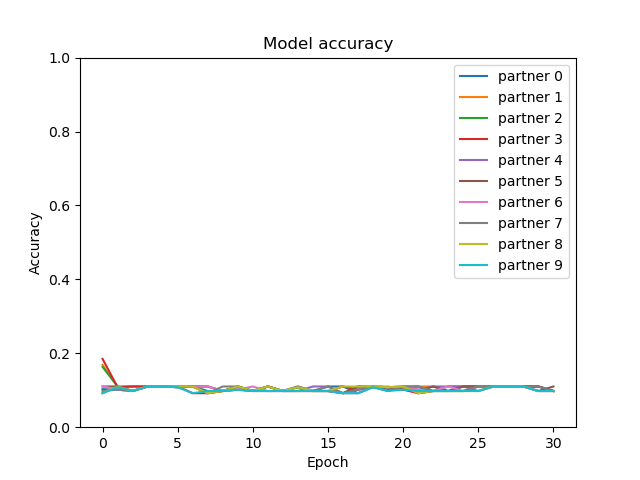 Model accuracy
1.0
0.8
0.6
0.4
0.2
0.0
Accuracy
partner 0
partner 1
partner 2
partner 3
partner 4
partner 5
partner 6
partner 7
partner 8
partner 9
0 5 10 15 20 25 30
Epoch